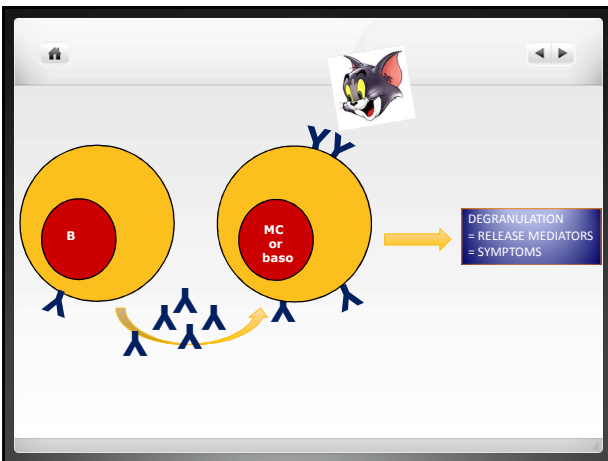 B
MC
or
baso
DEGRANULATION
= RELEASE MEDIATORS
= SYMPTOMS